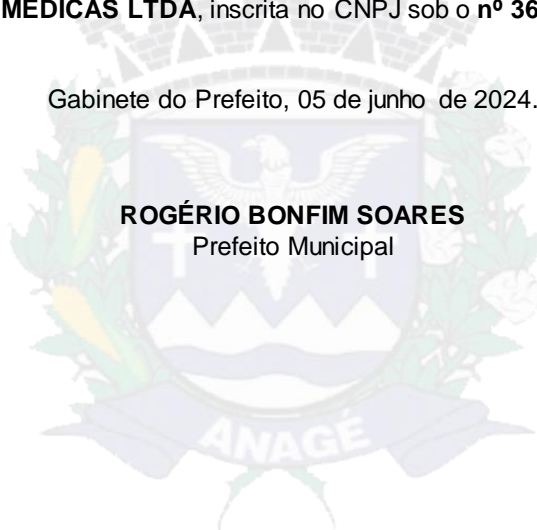 MÉDICAS LTDA, inscrita no CNPJ sob o nº 36
Gabinete do Prefeito, 05 de junho de 2024.
ROGÉRIO BONFIM SOARES
Prefeito Municipal
ANAGÉ